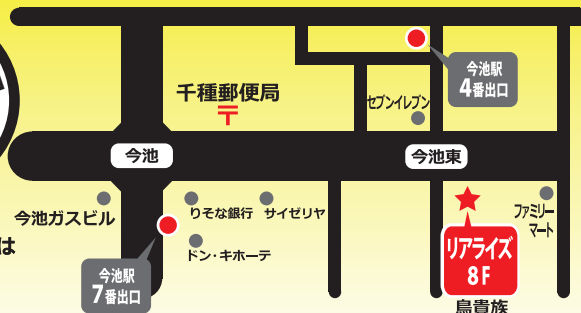 今池駅
4番出口
千種郵便局
〒
セブンイレブン
今池
今池東
今池ガスビル
りそな銀行
サイゼリヤ
ファミリー
マート
ドン・キホーテ
は
リアライズ
8F
今池駅
7番出口
鳥貴族